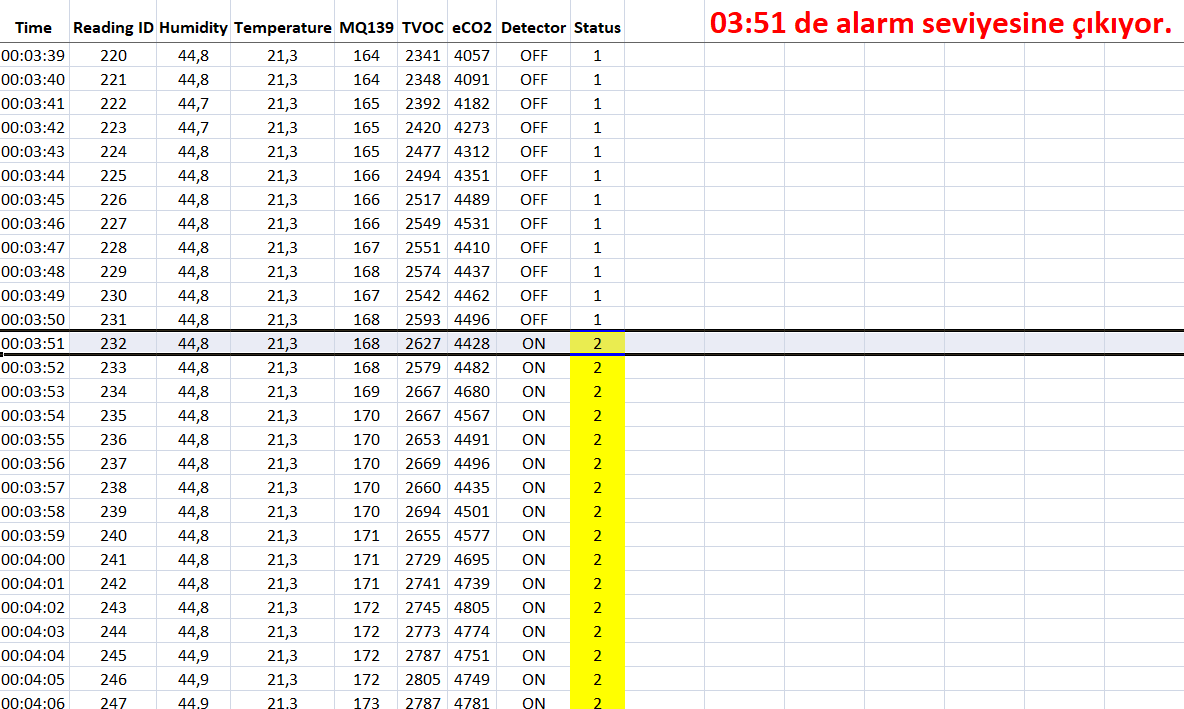 03:51 de alarm seviyesine çıkıyor.
Time Reading ID Humidity Temperature MQ139 TVOC eCO2 Detector Status
00:03:39 220 44,8 21,3 164 2341 4057 OFF 1
00:03:40 221 44,8 21,3 164 2348 4091 OFF 1
00:03:41 222 44,7 21,3 165 2392 4182 OFF 1
00:03:42 223 44,7 21,3 165 2420 4273 OFF 1
00:03:43 224 44,8 21,3 165 2477 4312 OFF 1
00:03:44 225 44,8 21,3 166 2494 4351 OFF 1
00:03:45 226 44,8 21,3 166 2517 4489 OFF 1
00:03:46 227 44,8 21,3 166 2549 4531 OFF 1
00:03:47 228 44,8 21,3 167 2551 4410 OFF 1
00:03:48 229 44,8 21,3 168 2574 4437 OFF 1
00:03:49 230 44,8 21,3 167 2542 4462 OFF 1
00:03:50 231 44,8 21,3 168 2593 4496 OFF 1
00:03:51 232 44,8 21,3 168 2627 4428 ON 2
00:03:52 233 44,8 21,3 168 2579 4482 ON 2
00:03:53 234 44,8 21,3 169 2667 4680 ON 2
00:03:54 235 44,8 21,3 170 2667 4567 ON 2
00:03:55 236 44,8 21,3 170 2653 4491 ON 2
00:03:56 237 44,8 21,3 170 2669 4496 ON 2
00:03:57 238 44,8 21,3 170 2660 4435 ON 2
00:03:58 239 44,8 21,3 170 2694 4501 ON 2
00:03:59 240 44,8 21,3 171 2655 4577 ON 2
00:04:00 241 44,8 21,3 171 2729 4695 ON 2
00:04:01 242 44,8 21,3 171 2741 4739 ON 2
00:04:02 243 44,8 21,3 172 2745 4805 ON 2
00:04:03 244 44,8 21,3 172 2773 4774 ON 2
00:04:04 245 44,9 21,3 172 2787 4751 ON 2
00:04:05 246 44,9 21,3 172 2805 4749 ON 2
00:04:06 247 44,9 21,3 173 2787 4781 ON 2